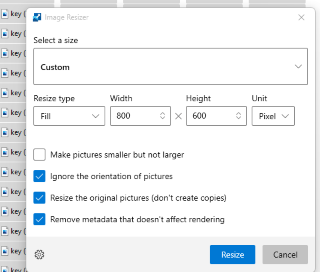 Image Resizer
Select a size
Custom
Resize type Width Height Unit
Fill 800 600 Pixel
Make pictures smaller but not larger
Ignore the orientation of pictures
Resize the original pictures (don't create copies)
Remove metadata that doesn't affect rendering
Resize Cancel
key (
key (
key (
key (
key (
key (
key (
key (
key (
key (
key (
key (
key (
key (